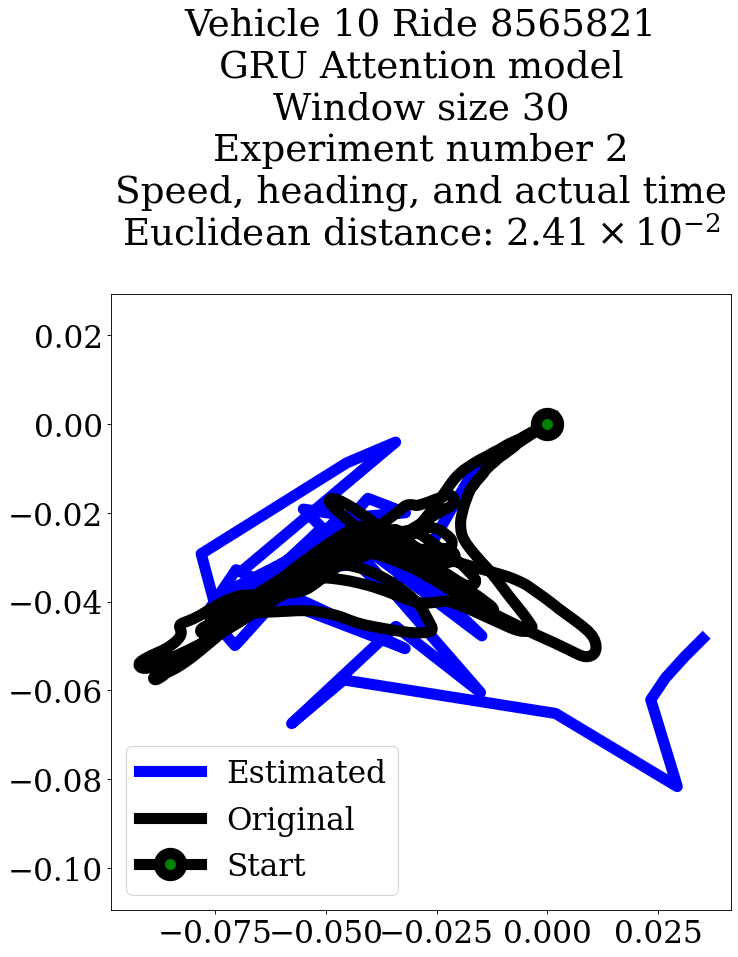 Vehicle 10 Ride 8565821
GRU Attention model
Window size 30
Experiment number 2
Speed, heading, and actual time
Euclidean distance: 2.41 × 10⁻²
0.02
0.00
−0.02
−0.04
−0.06
−0.08
−0.10
Estimated
Original
Start
−0.075 −0.050 −0.025 0.000 0.025